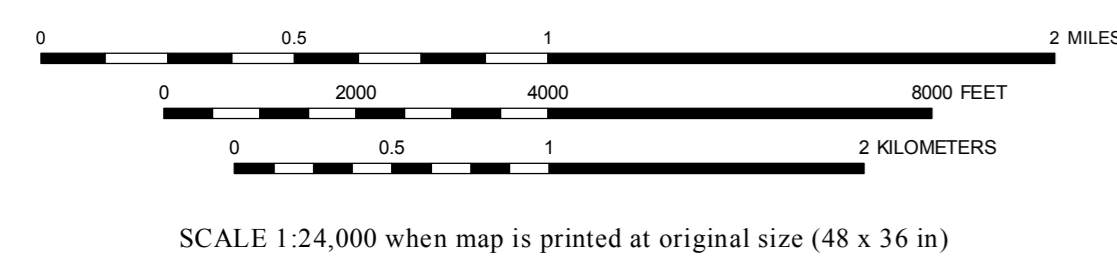 0 0.5 1 2 MILES
0 2000 4000 8000 FEET
0 0.5 1 2 KILOMETERS
SCALE 1:24,000 when map is printed at original size (48 x 36 in)